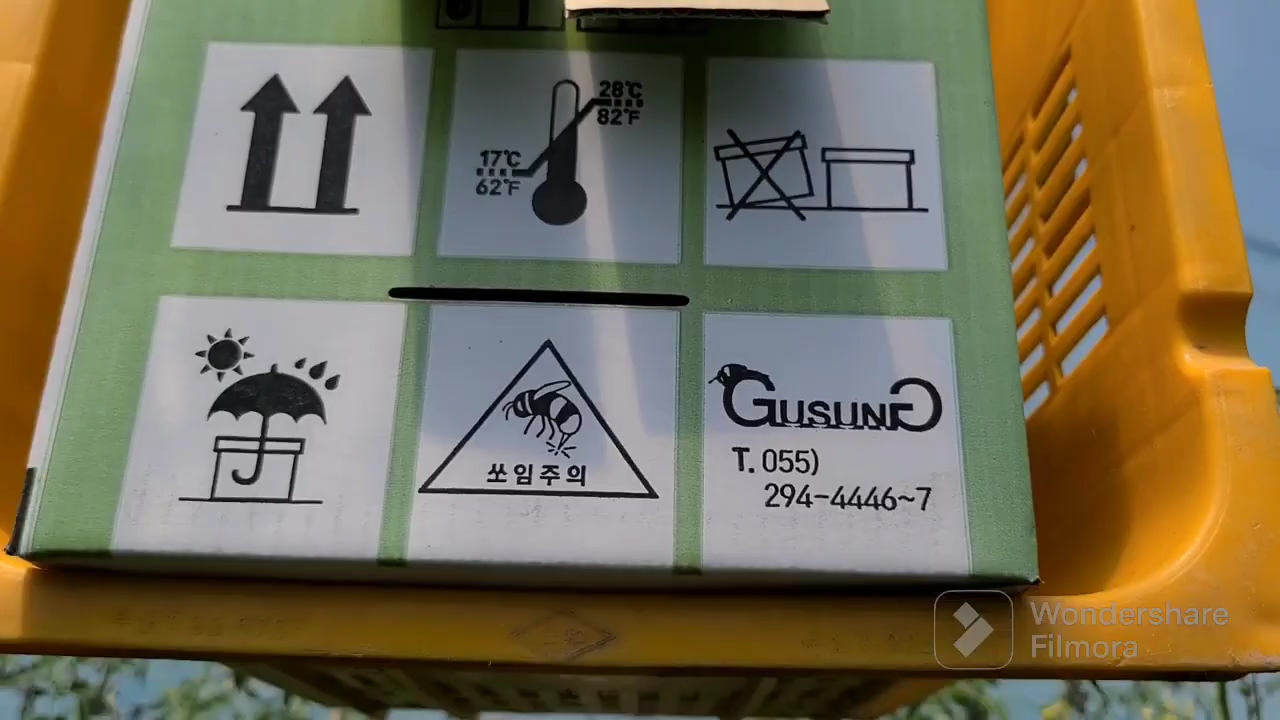 28℃
82℉
17℃
62℉
쏘임주의
GUSUNG
T. 055)
294-4446~7
Wondershare
Filmora